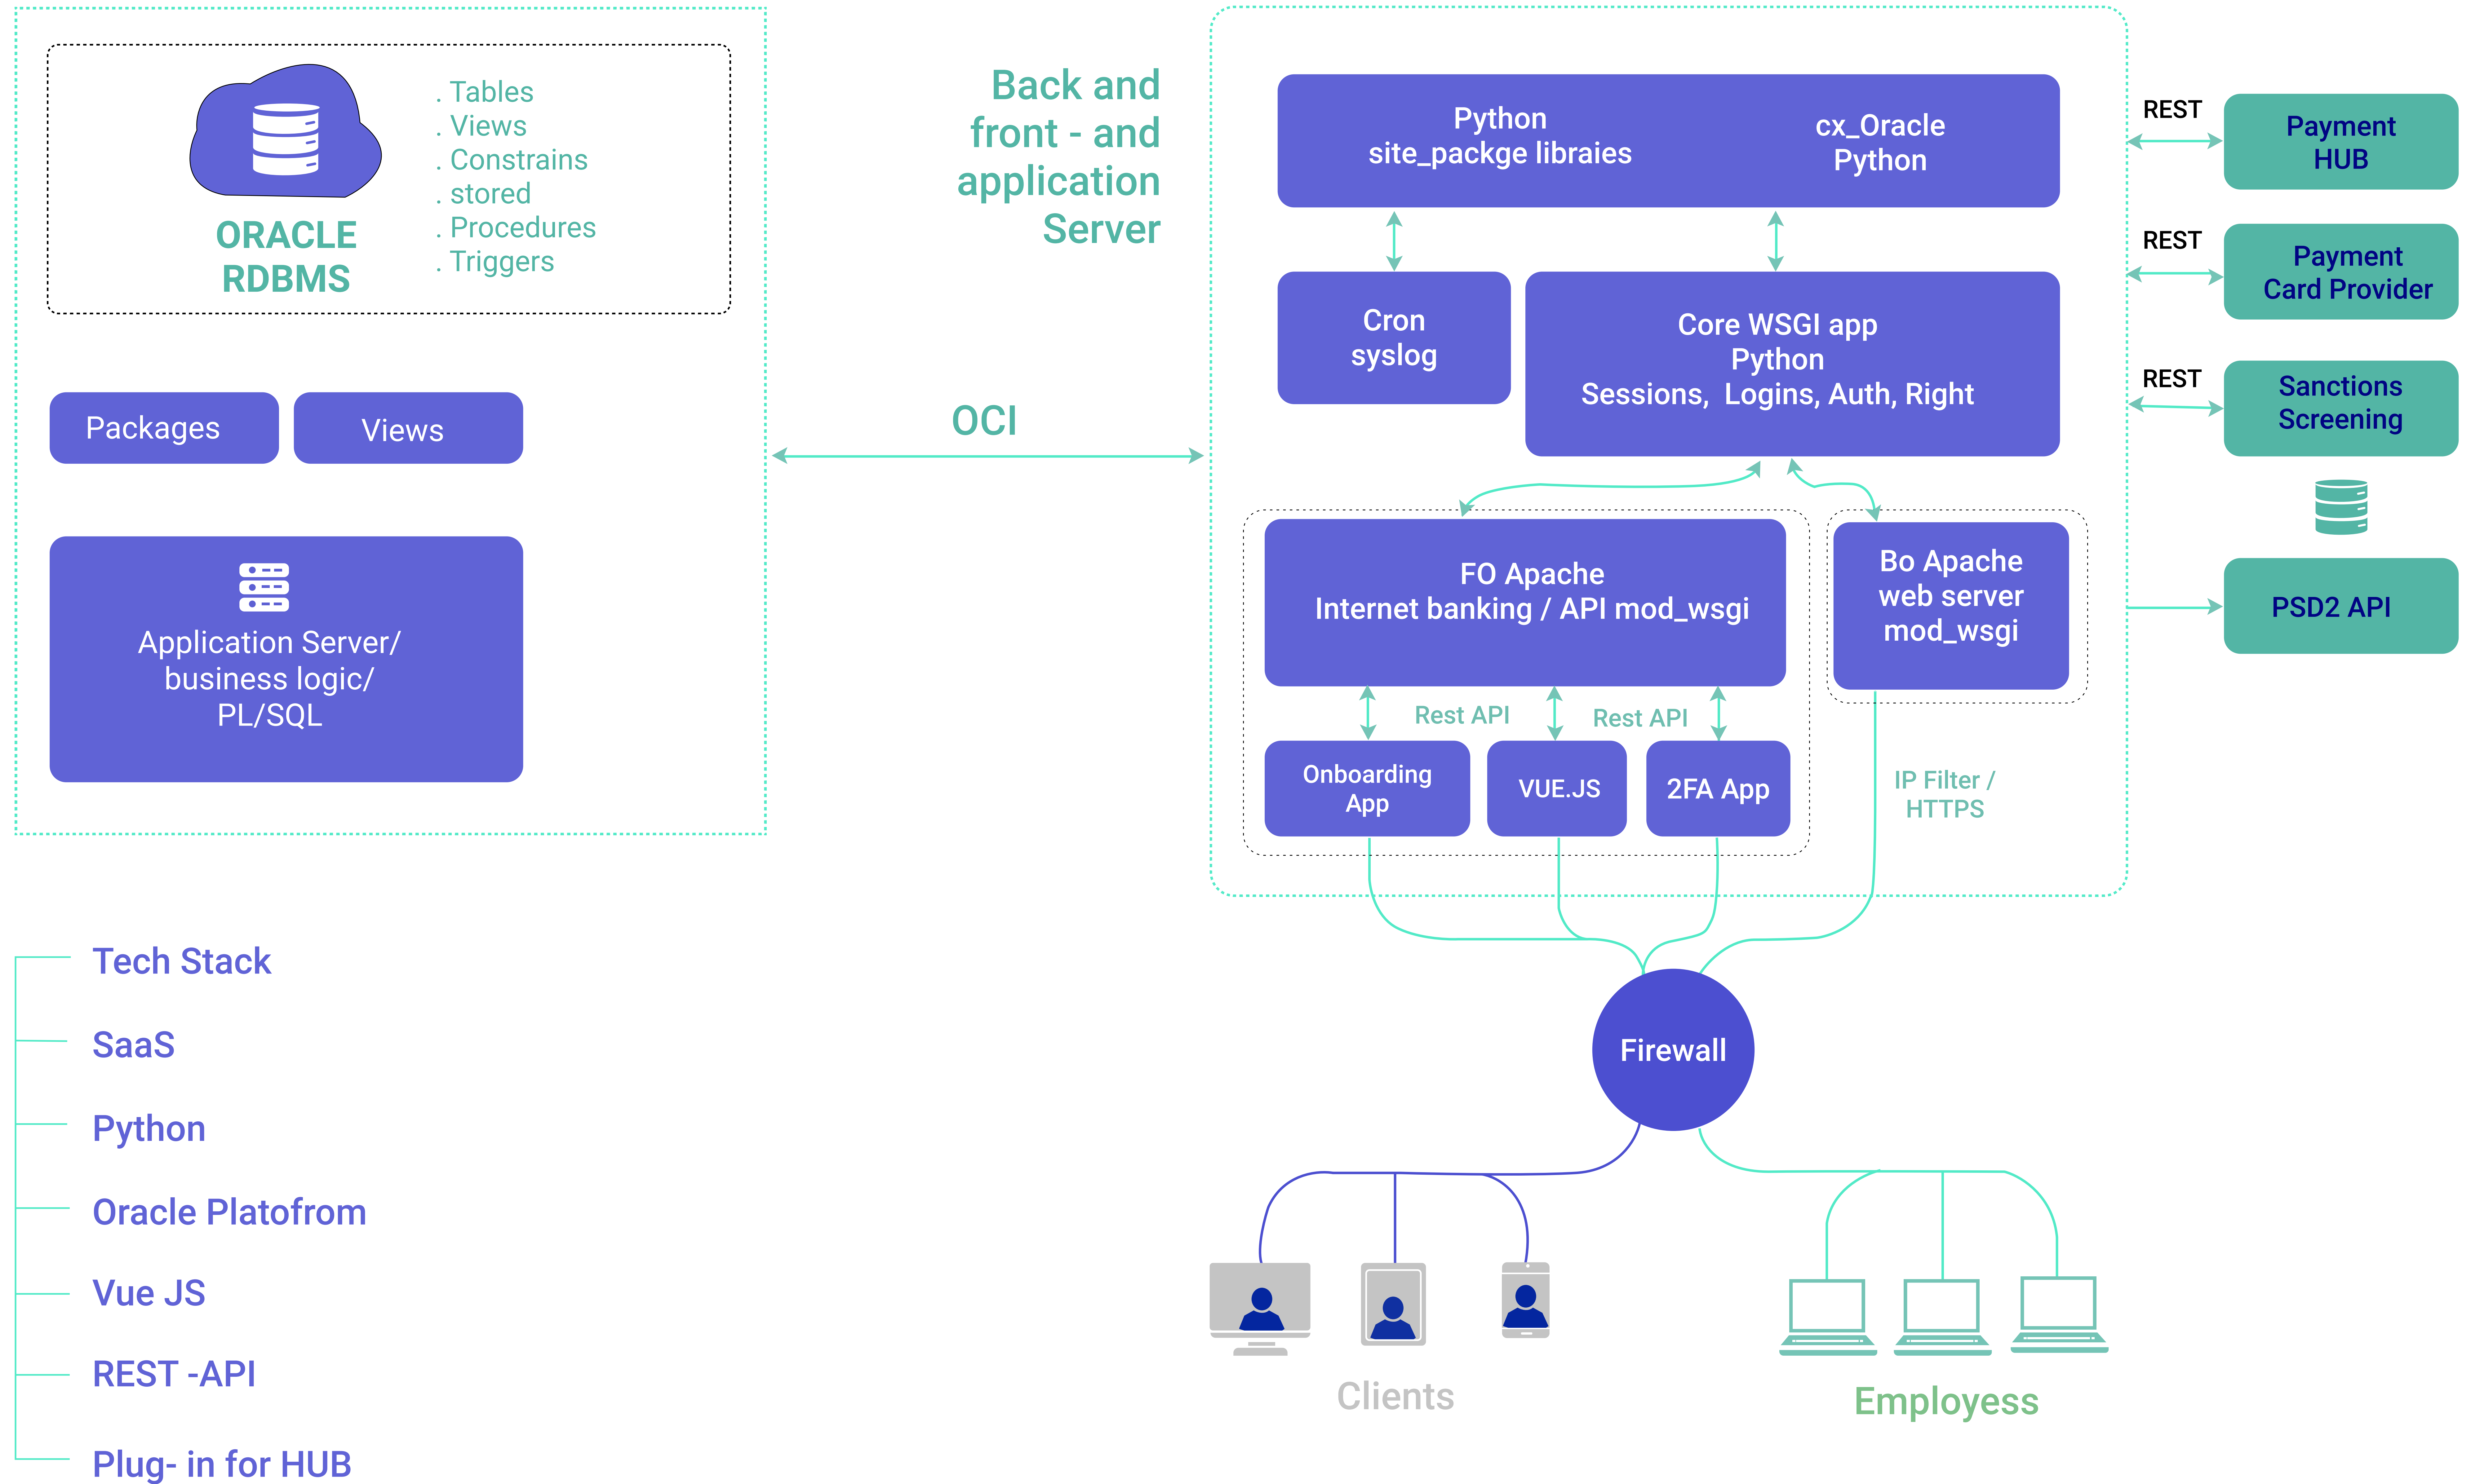 ORACLE
RDBMS
. Tables
. Views
. Constrains
. stored
. Procedures
. Triggers
Packages
Views
Application Server/
business logic/
PL/SQL
Back and
front - and
application
Server
OCI
Python
site_packge libraies
cx_Oracle
Python
Cron
syslog
Core WSGI app
Python
Sessions, Logins, Auth, Right
FO Apache
Internet banking / API mod_wsgi
Bo Apache
web server
mod_wsgi
Rest API
Rest API
Onboarding
App
VUE.JS
2FA App
IP Filter /
HTTPS
REST
Payment
HUB
REST
Payment
Card Provider
REST
Sanctions
Screening
PSD2 API
Firewall
Clients
Employess
Tech Stack
SaaS
Python
Oracle Platofrom
Vue JS
REST -API
Plug- in for HUB